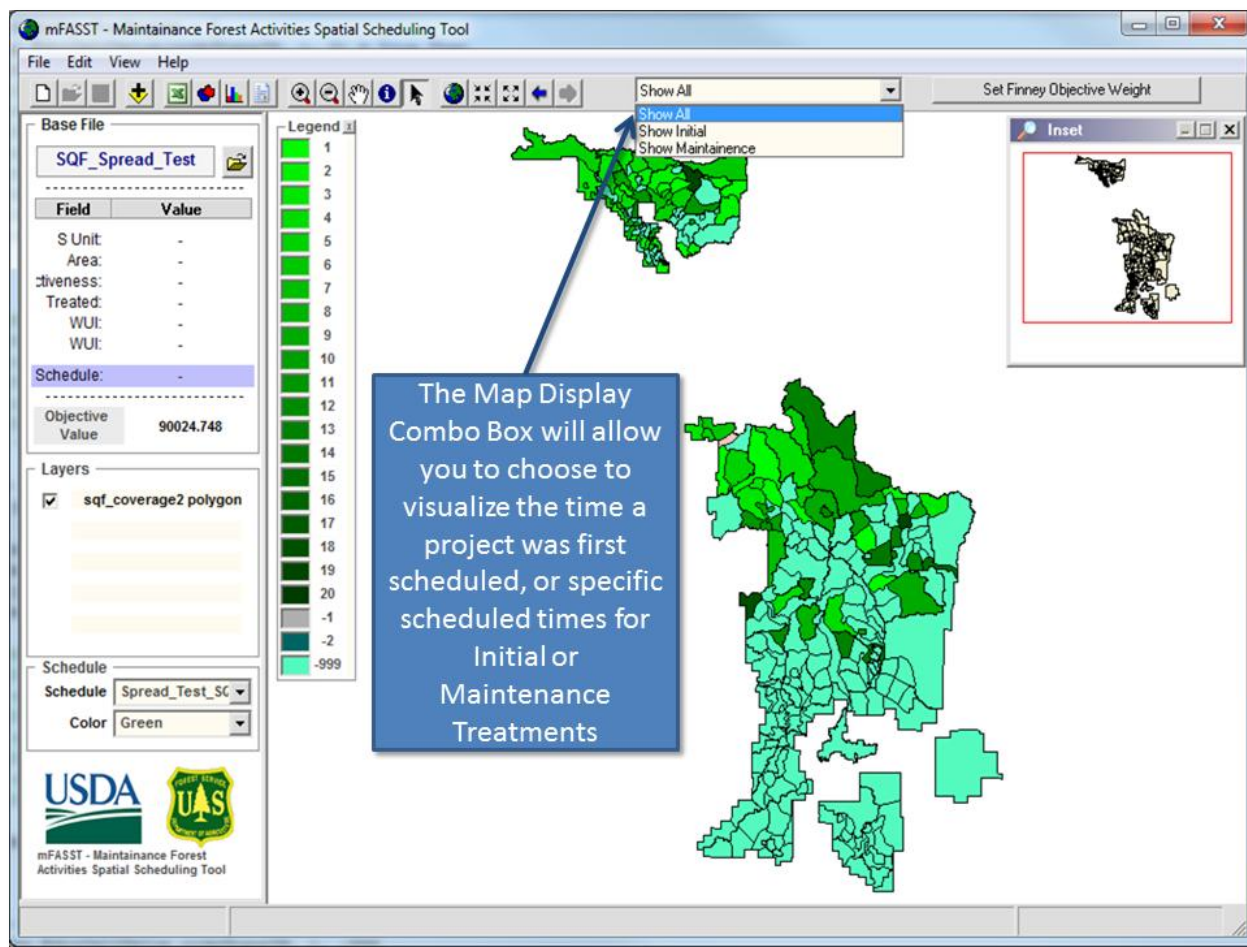 mFASST - Maintainance Forest Activities Spatial Scheduling Tool
File Edit View Help
Show All
Set Finney Objective Weight
Show All
Show Initial
Show Maintainence
Base File
SQF_Spread_Test
Field Value
S Unit: -
Area: -
ctiveness: -
Treated: -
WUI: -
WUI: -
Schedule: -
Objective
Value
90024.748
Layers
sqf_coverage2 polygon
Schedule
Schedule Spread_Test_SC
Color Green
USDA
FOREST SERVICE
U S
DEPARTMENT OF AGRICULTURE
mFASST - Maintainance Forest
Activities Spatial Scheduling Tool
Legend
1
2
3
4
5
6
7
8
9
10
11
12
13
14
15
16
17
18
19
20
-1
-2
-999
The Map Display
Combo Box will allow
you to choose to
visualize the time a
project was first
scheduled, or specific
scheduled times for
Initial or
Maintenance
Treatments
Inset